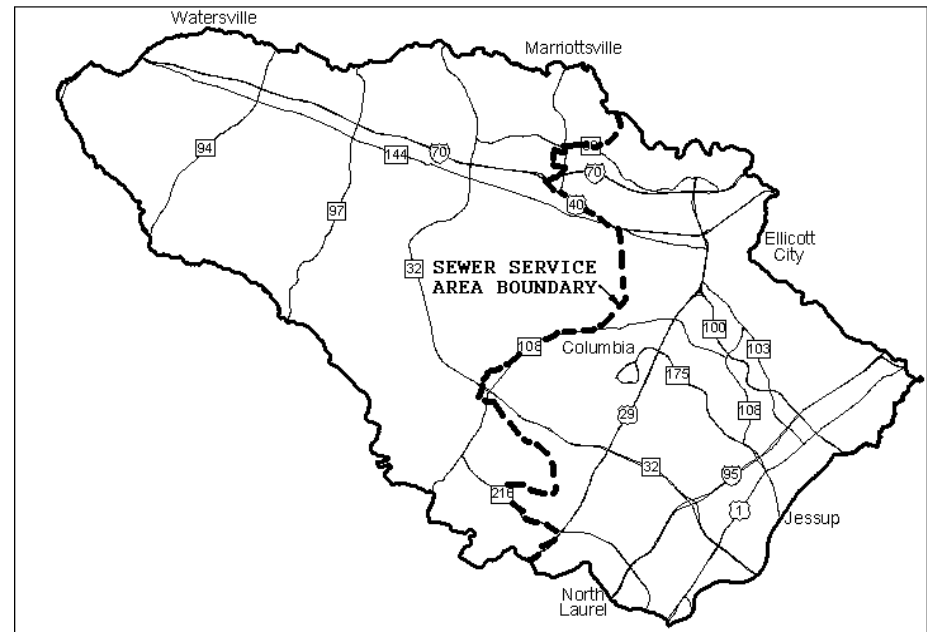 Watersville
Marriottsville
94
144
70
99
70
97
40
Ellicott
City
32
SEWER SERVICE
AREA BOUNDARY
108
Columbia
100
103
175
29
108
32
95
216
1
Jessup
North
Laurel